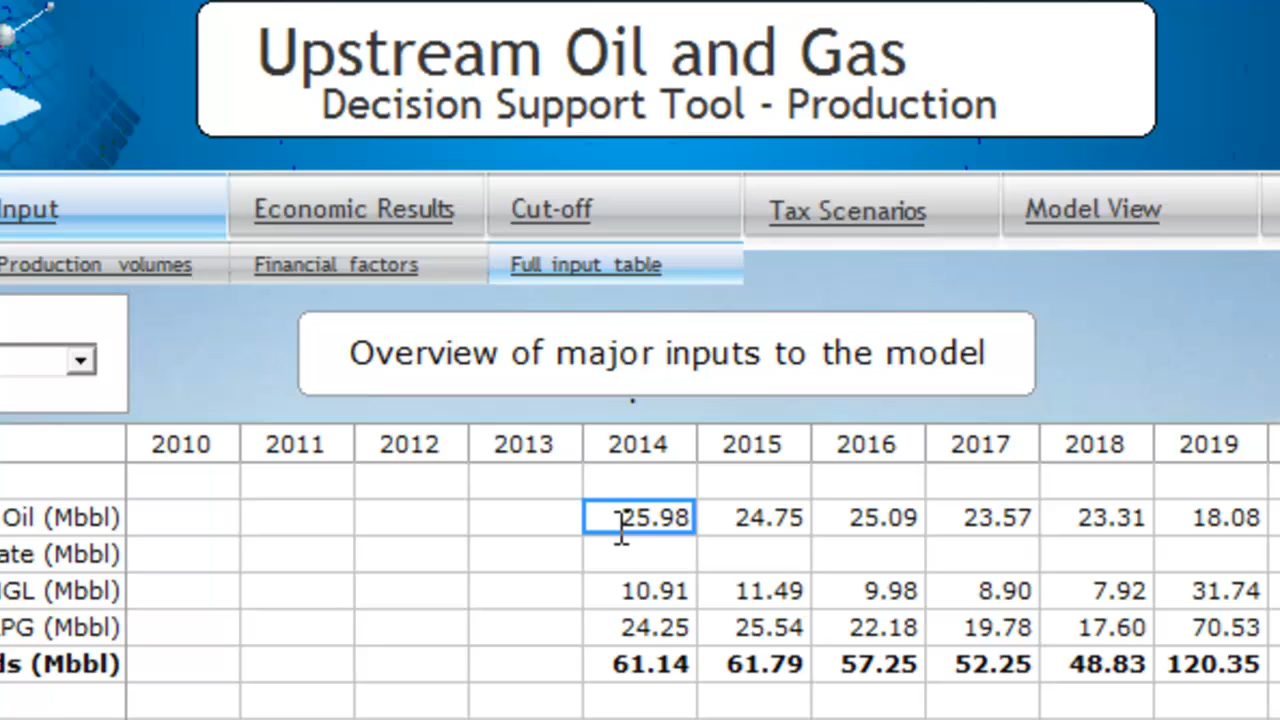 Upstream Oil and Gas
Decision Support Tool - Production
Input Economic Results Cut-off Tax Scenarios Model View
Production volumes Financial factors Full input table
Overview of major inputs to the model
2010 2011 2012 2013 2014 2015 2016 2017 2018 2019
Oil (Mbbl) 25.98 24.75 25.09 23.57 23.31 18.08
ate (Mbbl)
IGL (Mbbl) 10.91 11.49 9.98 8.90 7.92 31.74
PG (Mbbl) 24.25 25.54 22.18 19.78 17.60 70.53
ds (Mbbl) 61.14 61.79 57.25 52.25 48.83 120.35